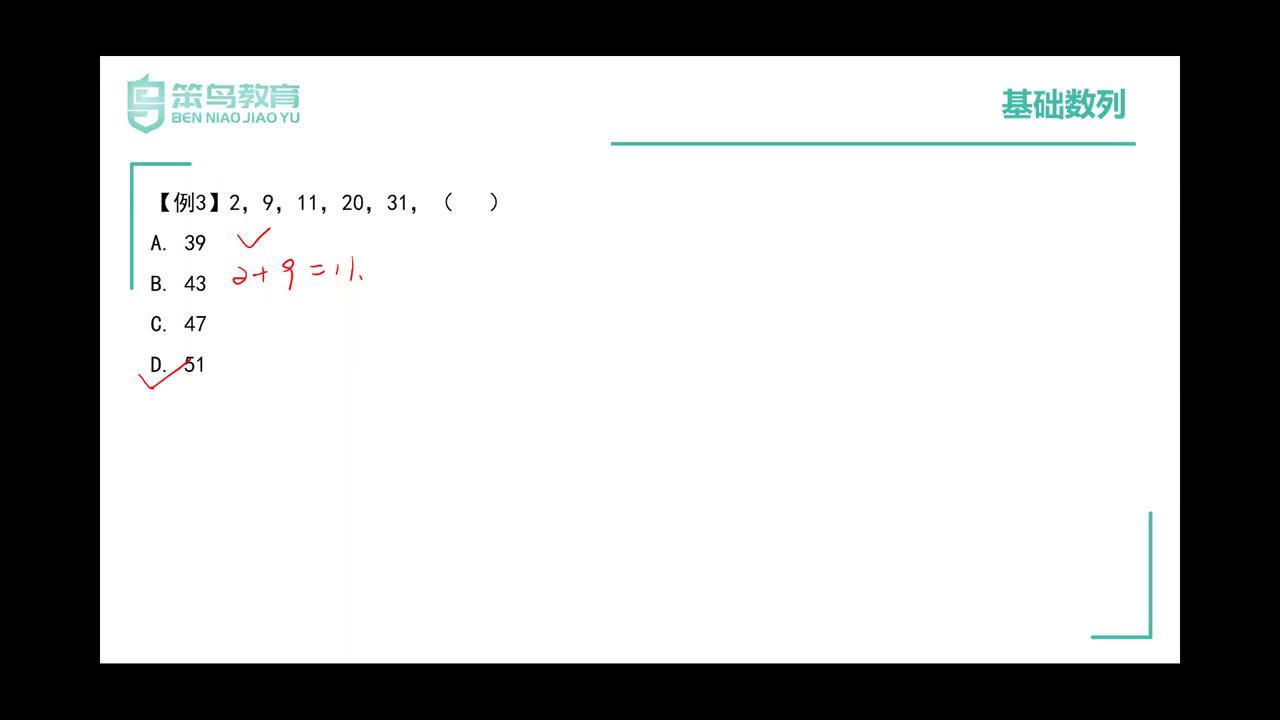 笨鸟教育
BEN NIAO JIAO YU
基础数列
【例3】2，9，11，20，31，（ ）
A. 39
B. 43
2+9=11.
C. 47
D. 51